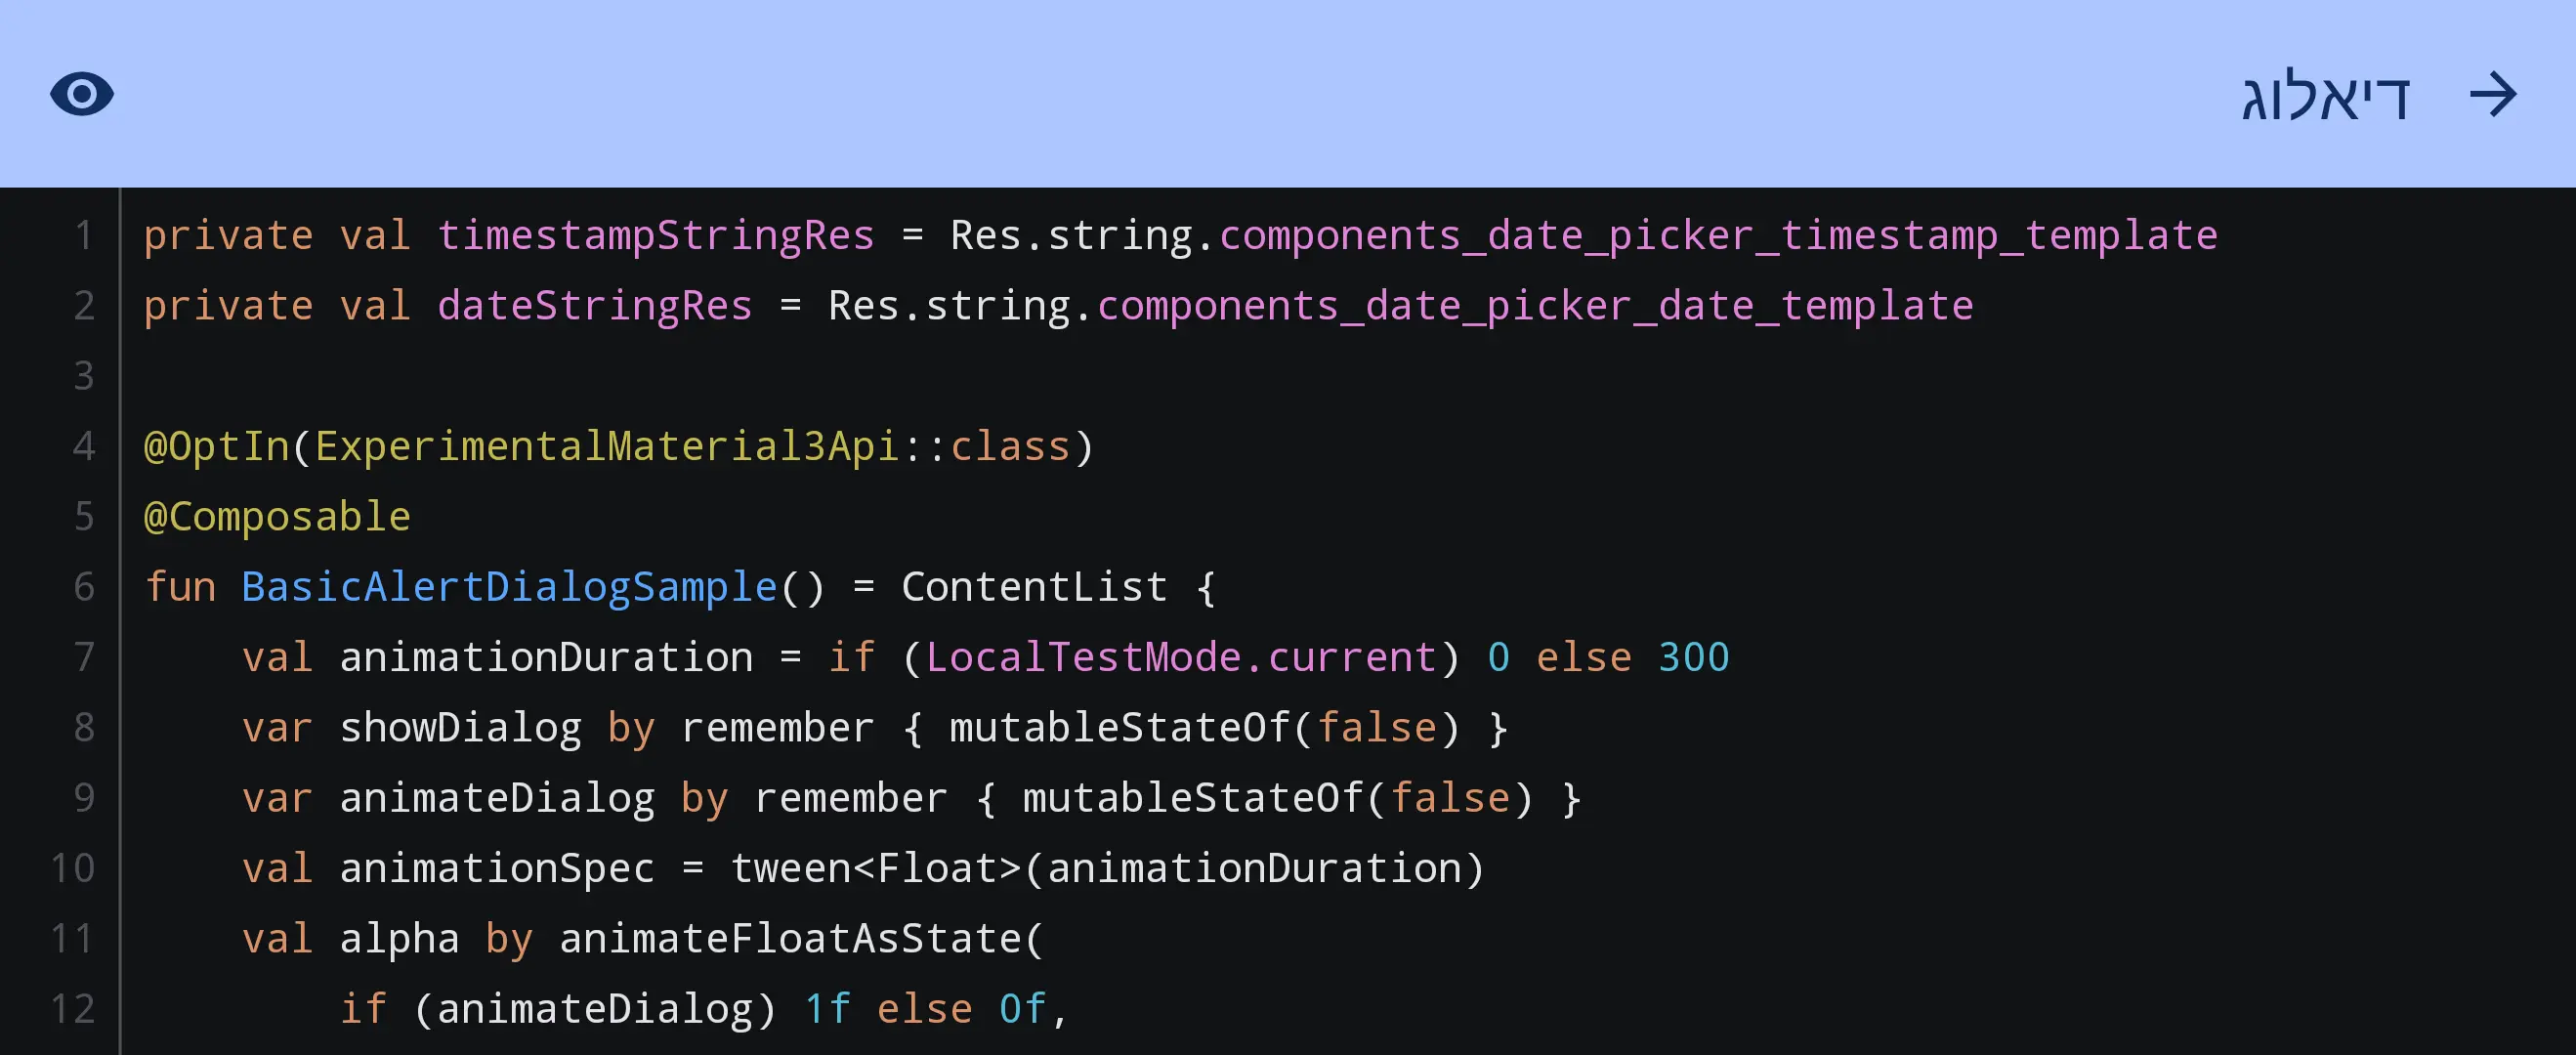 דיאלוג
1 private val timestampStringRes = Res.string.components_date_picker_timestamp_template
2 private val dateStringRes = Res.string.components_date_picker_date_template
3
4 @OptIn(ExperimentalMaterial3Api::class)
5 @Composable
6 fun BasicAlertDialogSample() = ContentList {
7     val animationDuration = if (LocalTestMode.current) 0 else 300
8     var showDialog by remember { mutableStateOf(false) }
9     var animateDialog by remember { mutableStateOf(false) }
10     val animationSpec = tween<Float>(animationDuration)
11     val alpha by animateFloatAsState(
12         if (animateDialog) 1f else 0f,